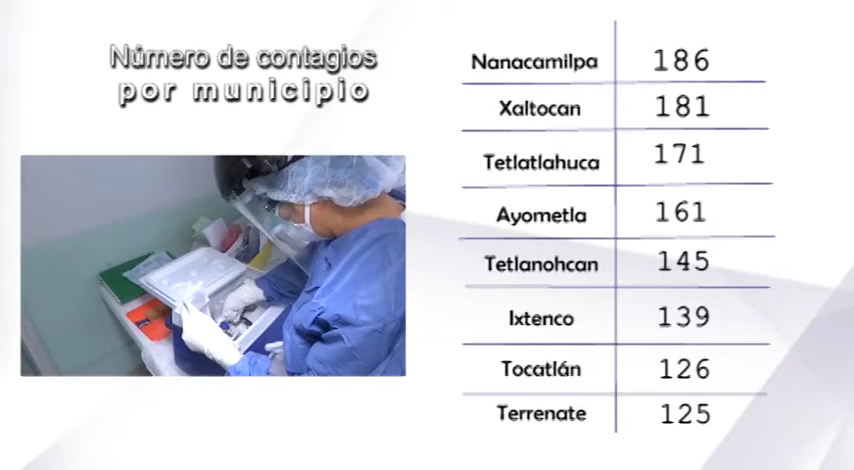 Número de contagios
por municipio
Nanacamilpa 186
Xaltocan 181
Tetlatlahuca 171
Ayometla 161
Tetlanohcan 145
Ixtenco 139
Tocatlán 126
Terrenate 125